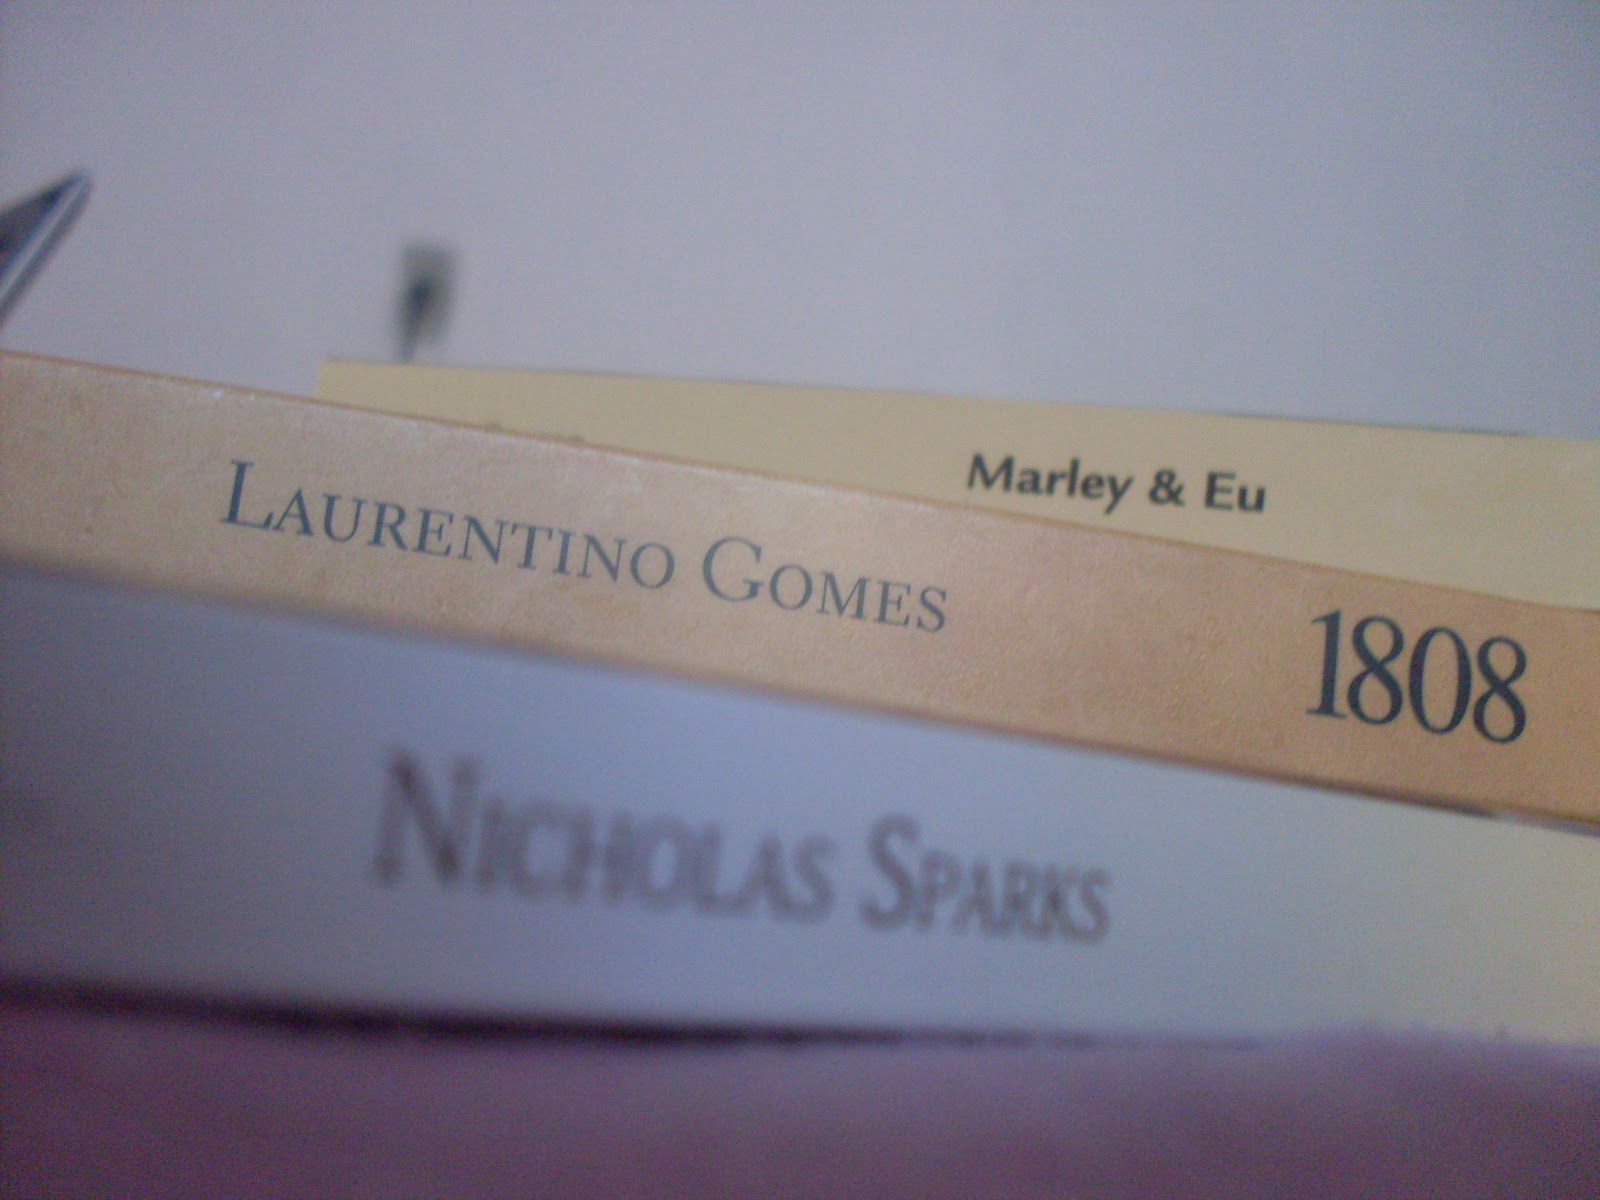 Marley & Eu
LAURENTINO GOMES 1808
NICHOLAS SPARKS